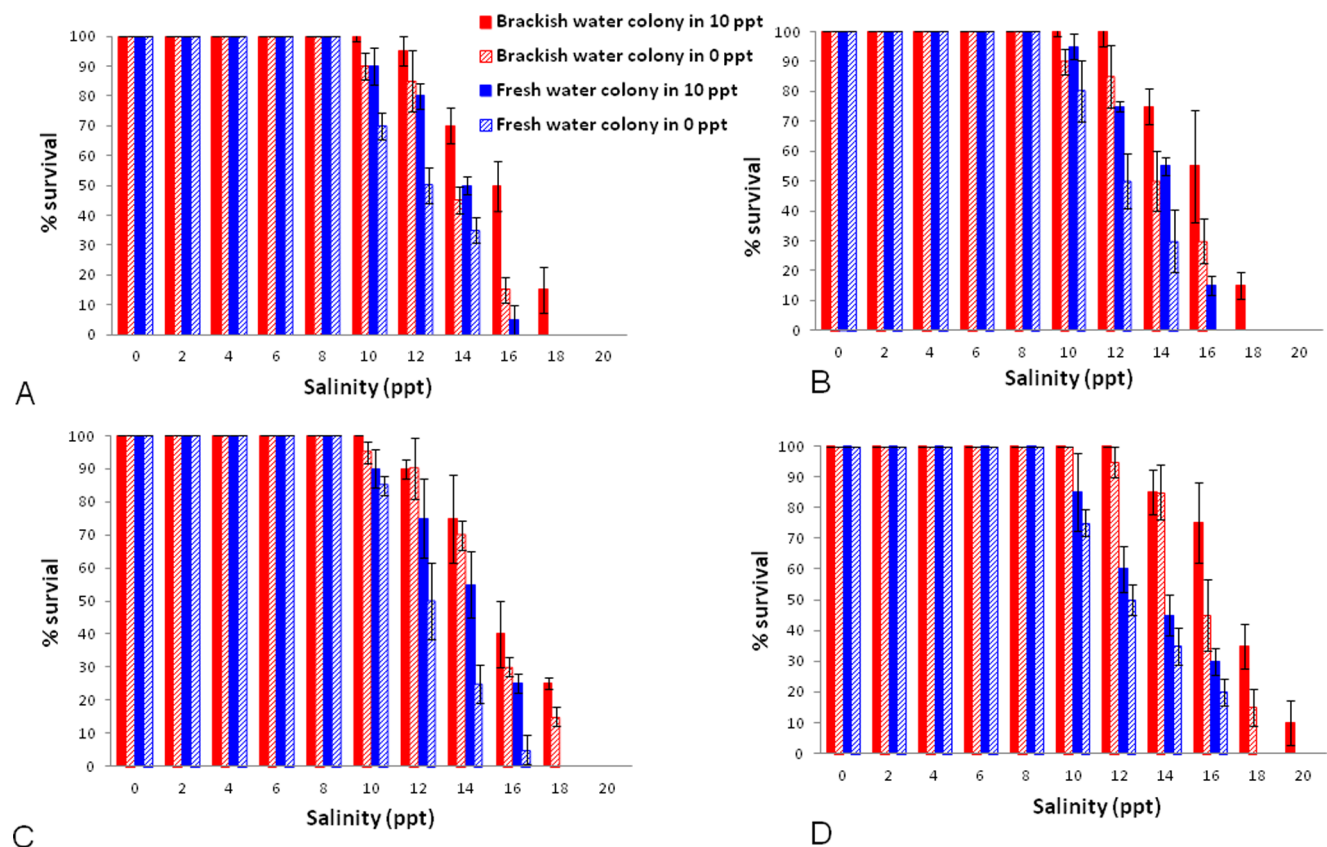 Brackish water colony in 10 ppt
Brackish water colony in 0 ppt
Fresh water colony in 10 ppt
Fresh water colony in 0 ppt
100
90
80
70
60
50
40
30
20
10
0
% survival
0 2 4 6 8 10 12 14 16 18 20
Salinity (ppt)
A
100
90
80
70
60
50
40
30
20
10
0
% survival
0 2 4 6 8 10 12 14 16 18 20
Salinity (ppt)
B
100
90
80
70
60
50
40
30
20
10
0
% survial
0 2 4 6 8 10 12 14 16 18 20
Salinity (ppt)
C
100
90
80
70
60
50
40
30
20
10
0
% survival
0 2 4 6 8 10 12 14 16 18 20
Salinity (ppt)
D